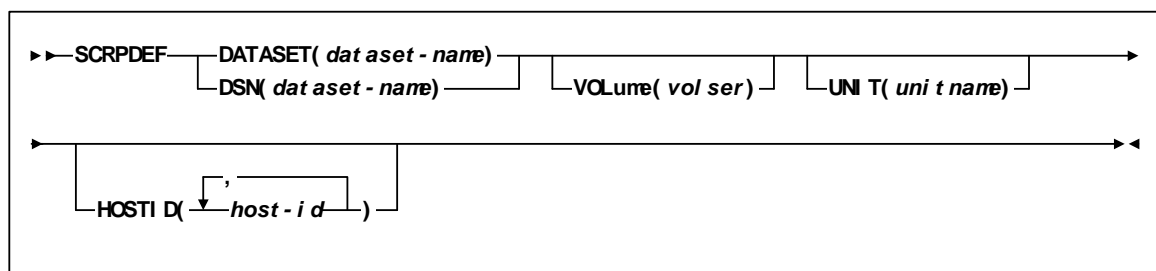 SCRPDEF DATASET(dataset-name)
DSN(dataset-name) VOLume(volser) UNIT(unitname)
,
HOSTID( host-id )